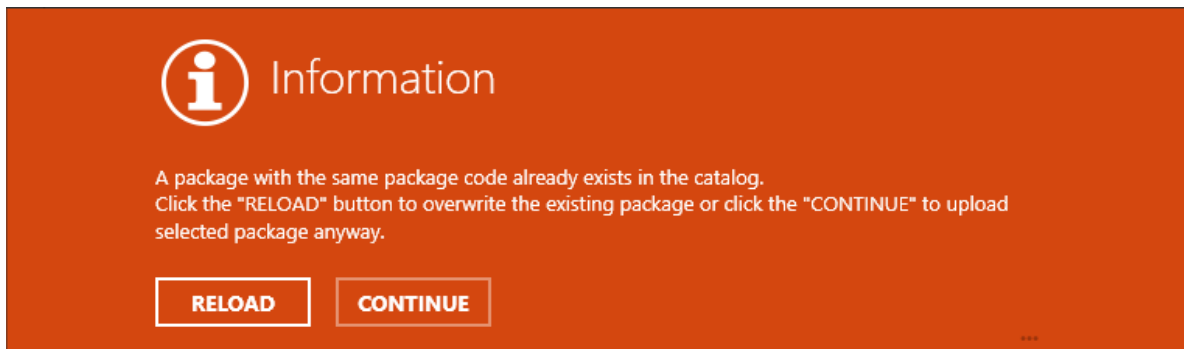 Information
A package with the same package code already exists in the catalog.
Click the "RELOAD" button to overwrite the existing package or click the "CONTINUE" to upload
selected package anyway.
RELOAD CONTINUE
...